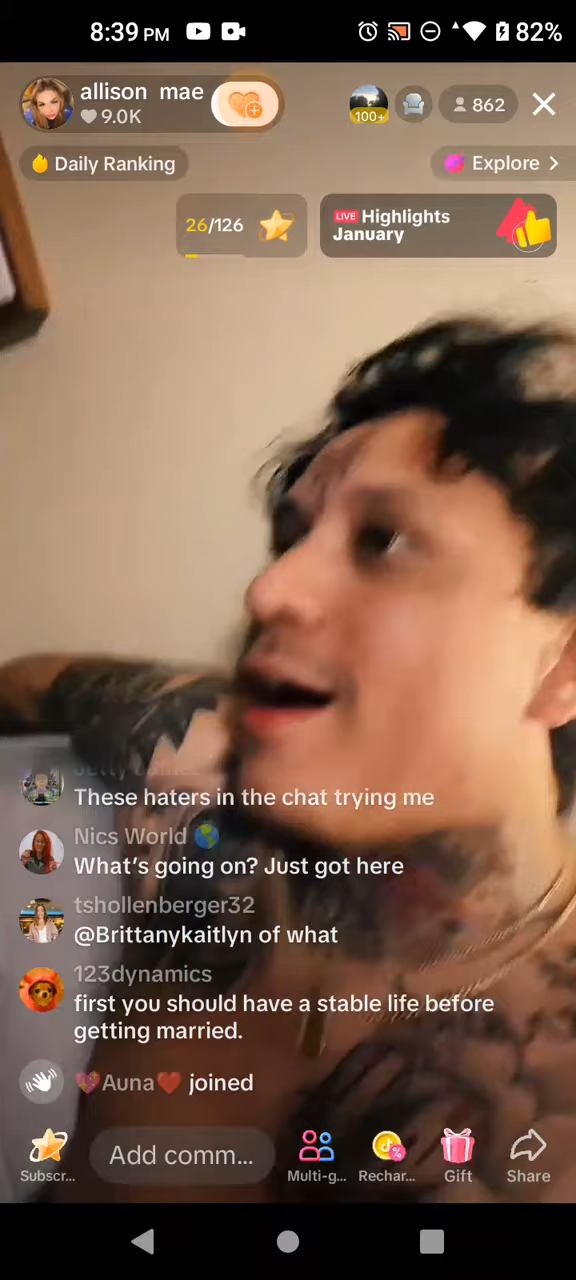 8:39 PM
82%
allison mae
9.0K
100+
862
Daily Ranking
Explore >
26/126
LIVE Highlights
January
These haters in the chat trying me
Nics World 🌎
What's going on? Just got here
tshollenberger32
@Brittanykaitlyn of what
123dynamics
first you should have a stable life before
getting married.
💖Auna❤️ joined
Add comm...
Subscr...
Multi-g...
Rechar...
Gift
Share